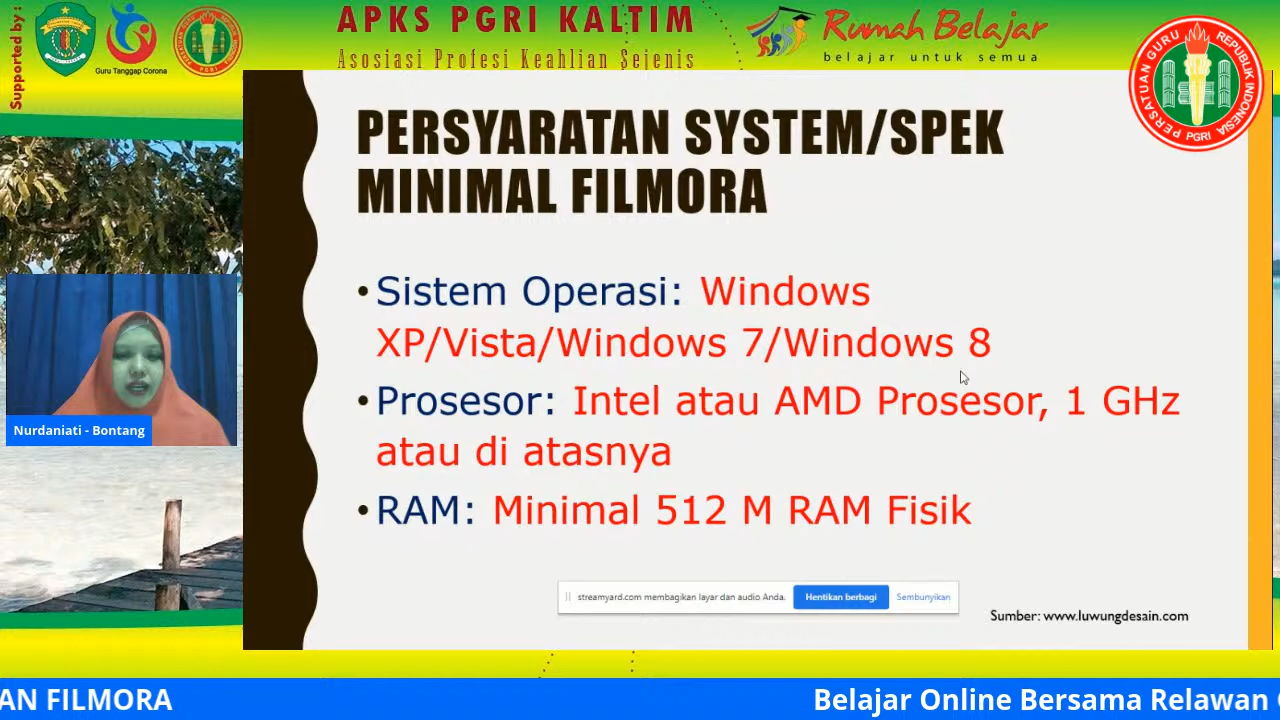 Supported by :
Guru Tanggap Corona
APKS PGRI KALTIM
Asosiasi Profesi Keahlian Sejenis
Rumah Belajar
belajar untuk semua
PERSATUAN GURU REPUBLIK INDONESIA
PGRI
PERSYARATAN SYSTEM/SPEK
MINIMAL FILMORA
•Sistem Operasi: Windows
XP/Vista/Windows 7/Windows 8
•Prosesor: Intel atau AMD Prosesor, 1 GHz
atau di atasnya
•RAM: Minimal 512 M RAM Fisik
Nurdaniati - Bontang
streamyard.com membagikan layar dan audio Anda.
Hentikan berbagi
Sembunyikan
Sumber: www.luwungdesain.com
AN FILMORA
Belajar Online Bersama Relawan